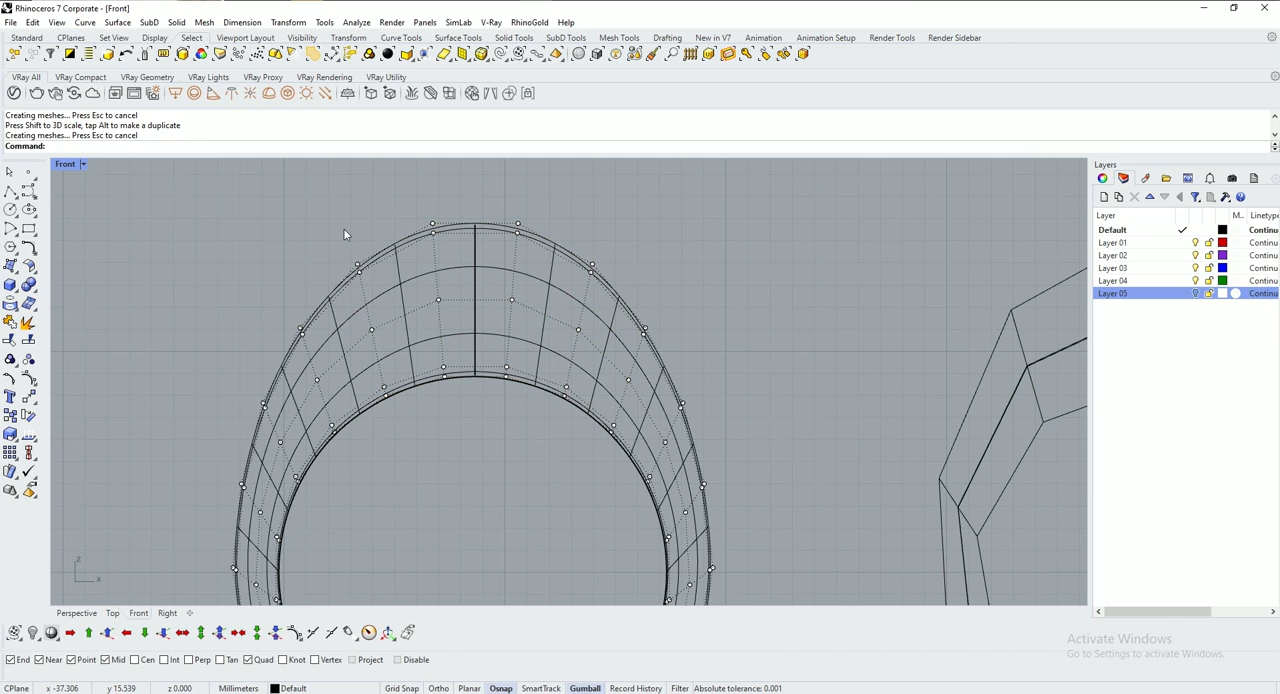 Rhinoceros 7 Corporate - [Front]
File Edit View Curve Surface SubD Solid Mesh Dimension Transform Tools Analyze Render Panels SimLab V-Ray RhinoGold Help
Standard CPlanes Set View Display Select Viewport Layout Visibility Transform Curve Tools Surface Tools Solid Tools SubD Tools Mesh Tools Drafting New in V7 Animation Animation Setup Render Tools Render Sidebar
VRay All VRay Compact VRay Geometry VRay Lights VRay Proxy VRay Rendering VRay Utility
Creating meshes... Press Esc to cancel
Press Shift to 3D scale, tap Alt to make a duplicate
Creating meshes... Press Esc to cancel
Command:
Front
Layers
Layer M.. Linetype
Default Continu
Layer 01 Continu
Layer 02 Continu
Layer 03 Continu
Layer 04 Continu
Layer 05 Continu
z
x
Perspective Top Front Right
Activate Windows
Go to Settings to activate Windows.
End Near Point Mid Cen Int Perp Tan Quad Knot Vertex Project Disable
CPlane x -37.306 y 15.539 z 0.000 Millimeters Default Grid Snap Ortho Planar Osnap SmartTrack Gumball Record History Filter Absolute tolerance: 0.001